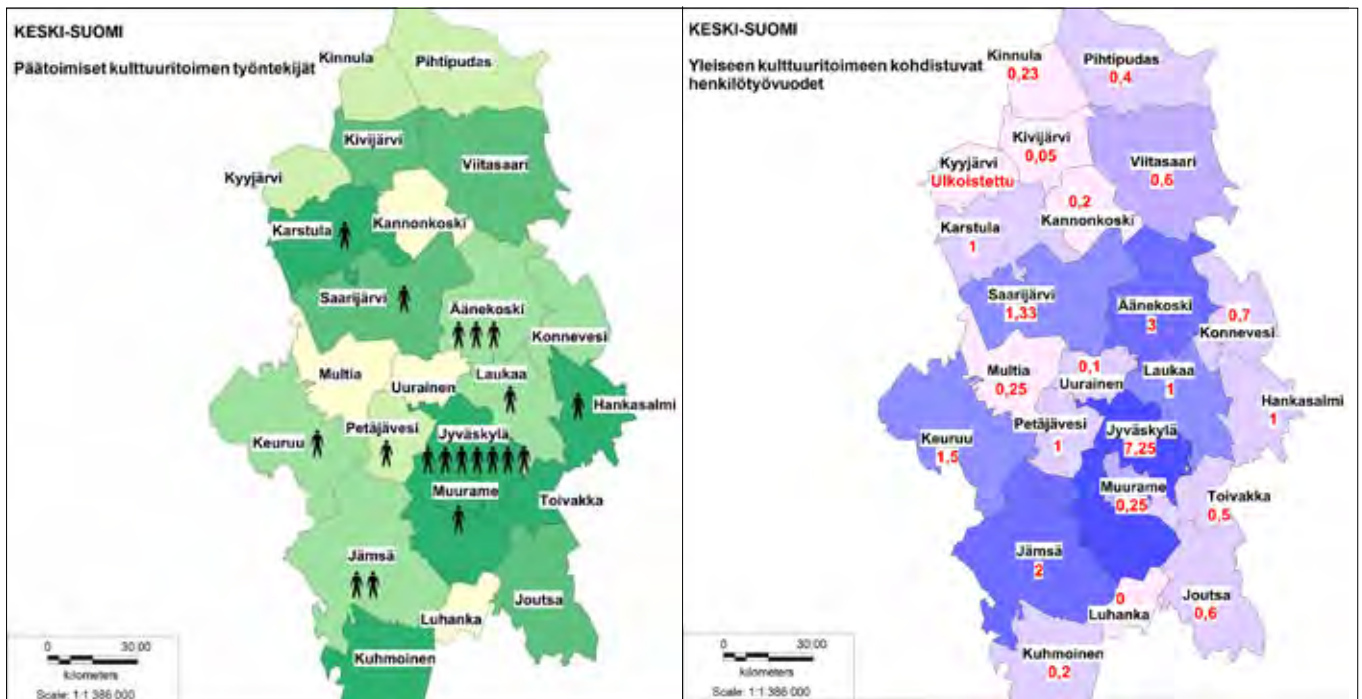 KESKI-SUOMI
Päätoimiset kulttuuritoimen työntekijät
Kinnula
Pihtipudas
Kivijärvi
Viitasaari
Kyyjärvi
Kannonkoski
Karstula
Saarijärvi
Äänekoski
Konnevesi
Multia
Uurainen
Laukaa
Hankasalmi
Keuruu
Petäjävesi
Jyväskylä
Muurame
Toivakka
Jämsä
Joutsa
Luhanka
Kuhmoinen
0 30,00
kilometers
Scale: 1:1 386 000
KESKI-SUOMI
Yleiseen kulttuuritoimeen kohdistuvat
henkilötyövuodet
Kinnula
0,23
Pihtipudas
0,4
Kivijärvi
0,05
Viitasaari
0,6
Kyyjärvi
Ulkoistettu
0,2
Kannonkoski
Karstula
1
Saarijärvi
1,33
Äänekoski
3
0,7
Konnevesi
Multia
0,25
0,1
Uurainen
Laukaa
1
Hankasalmi
1
Keuruu
1,5
Petäjävesi
1
Jyväskylä
7,25
Muurame
0,25
Toivakka
0,5
Jämsä
2
0
Luhanka
Joutsa
0,6
Kuhmoinen
0,2
0 30,00
kilometers
Scale: 1:1 386 000